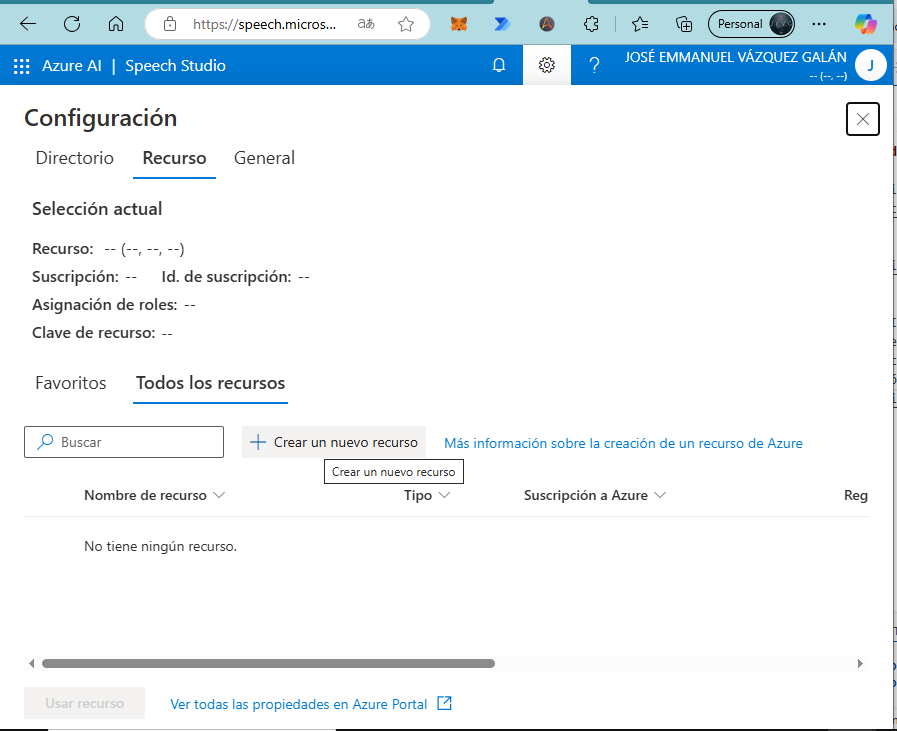 https://speech.micros...
Personal
Azure AI | Speech Studio
JOSÉ EMMANUEL VÁZQUEZ GALÁN
-- (--, --)
J
Configuración
Directorio Recurso General
Selección actual
Recurso: -- (--, --, --)
Suscripción: -- Id. de suscripción: --
Asignación de roles: --
Clave de recurso: --
Favoritos Todos los recursos
Buscar
Crear un nuevo recurso
Más información sobre la creación de un recurso de Azure
Crear un nuevo recurso
Nombre de recurso Tipo Suscripción a Azure Reg
No tiene ningún recurso.
Usar recurso
Ver todas las propiedades en Azure Portal